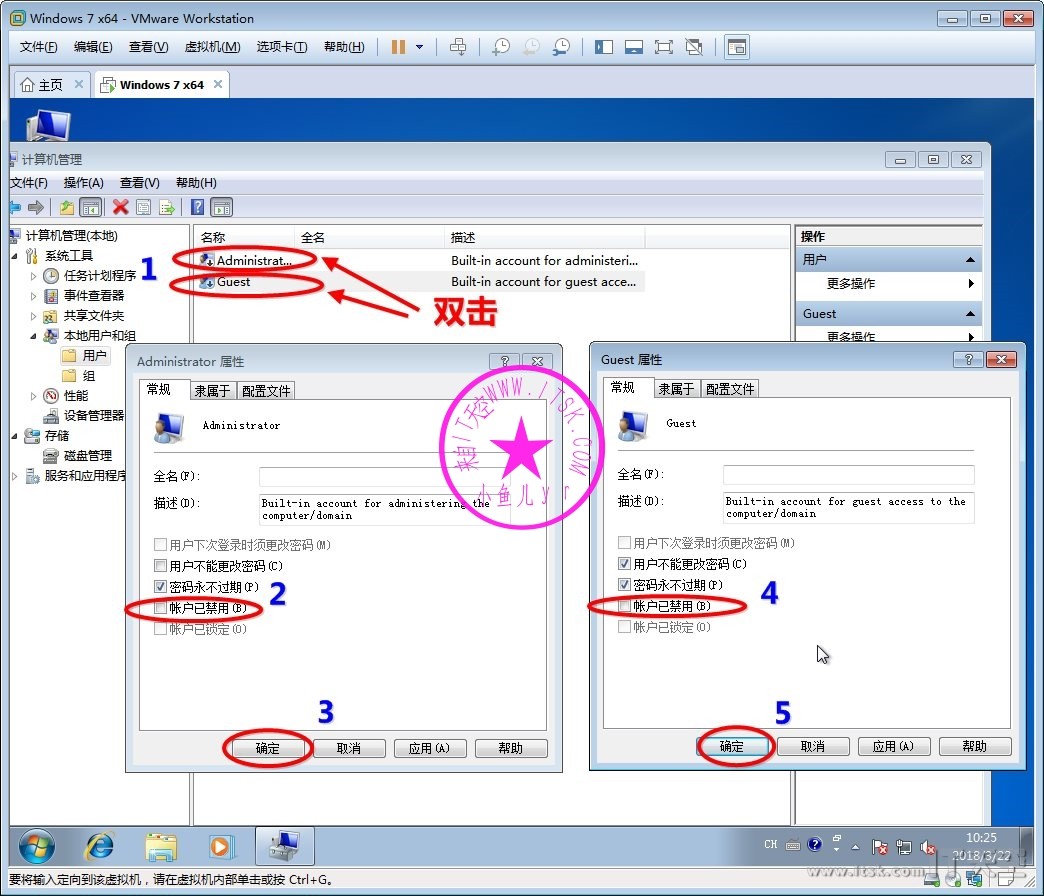 Windows 7 x64 - VMware Workstation
文件(F) 编辑(E) 查看(V) 虚拟机(M) 选项卡(T) 帮助(H)
主页 Windows 7 x64
计算机管理
文件(F) 操作(A) 查看(V) 帮助(H)
计算机管理(本地)
系统工具
任务计划程序
事件查看器
共享文件夹
本地用户和组
用户
组
性能
设备管理器
存储
磁盘管理
服务和应用程序
1
名称 全名 描述
Administrat... Built-in account for administeri...
Guest Built-in account for guest acce...
双击
操作
用户
更多操作
Guest
更多操作
Administrator 属性
常规 隶属于 配置文件
Administrator
全名(F):
描述(D):
Built-in account for administering the
computer/domain
用户下次登录时须更改密码(M)
用户不能更改密码(C)
密码永不过期(P)
2
帐户已禁用(B)
帐户已锁定(O)
3
确定 取消 应用(A) 帮助
来自IT天空WWW.ITSK.COM
小鱼儿yr
Guest 属性
常规 隶属于 配置文件
Guest
全名(F):
描述(D):
Built-in account for guest access to the
computer/domain
用户下次登录时须更改密码(M)
用户不能更改密码(C)
密码永不过期(P)
4
帐户已禁用(B)
帐户已锁定(O)
5
确定 取消 应用(A) 帮助
CH
10:25
2018/3/22
www.itsk.com
IT天空
要将输入定向到该虚拟机，请在虚拟机内部单击或按 Ctrl+G。